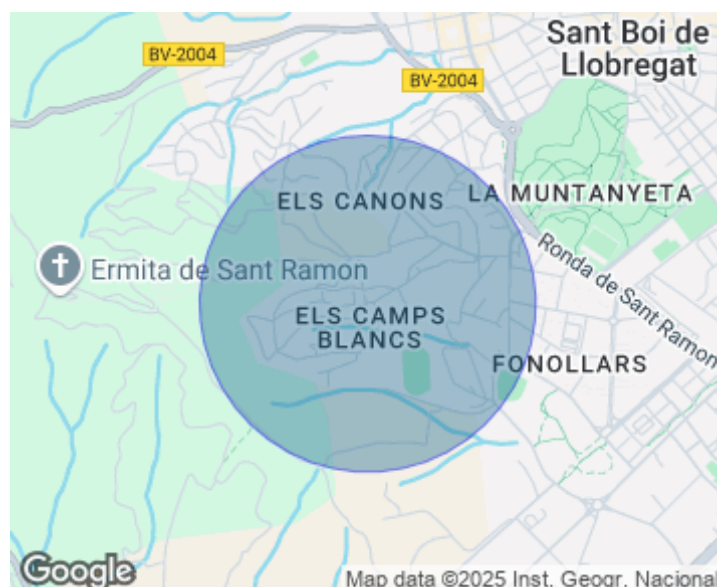 Sant Boi de
Llobregat
BV-2004
BV-2004
ELS CANONS
LA MUNTANYETA
Ermita de Sant Ramon
Ronda de Sant Ramon
ELS CAMPS
BLANCS
FONOLLARS
Google
Map data ©2025 Inst. Geogr. Nacional